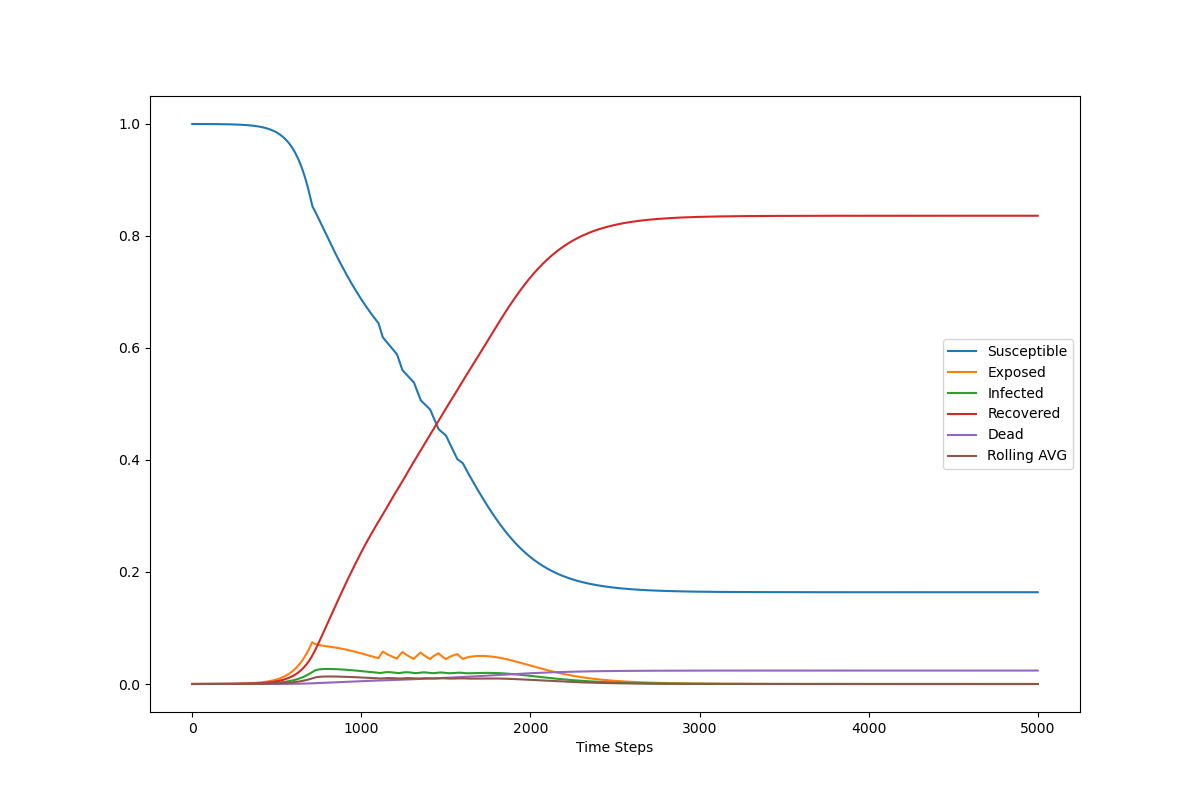 1.0
0.8
0.6
0.4
0.2
0.0
Susceptible
Exposed
Infected
Recovered
Dead
Rolling AVG
0 1000 2000 3000 4000 5000
Time Steps